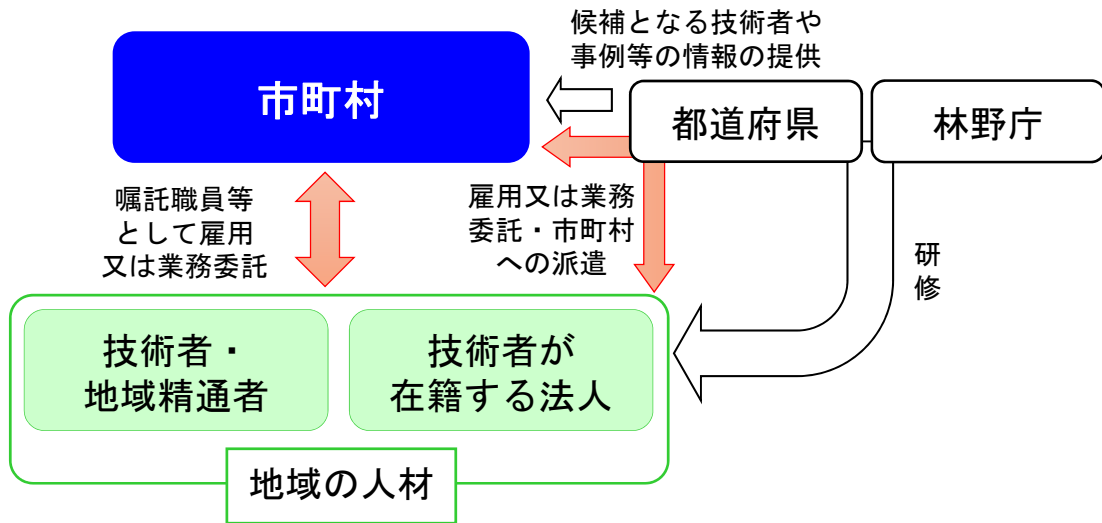 候補となる技術者や
事例等の情報の提供
市町村
都道府県
林野庁
嘱託職員等
として雇用
又は業務委託
雇用又は業務
委託・市町村
への派遣
研修
技術者・
地域精通者
技術者が
在籍する法人
地域の人材